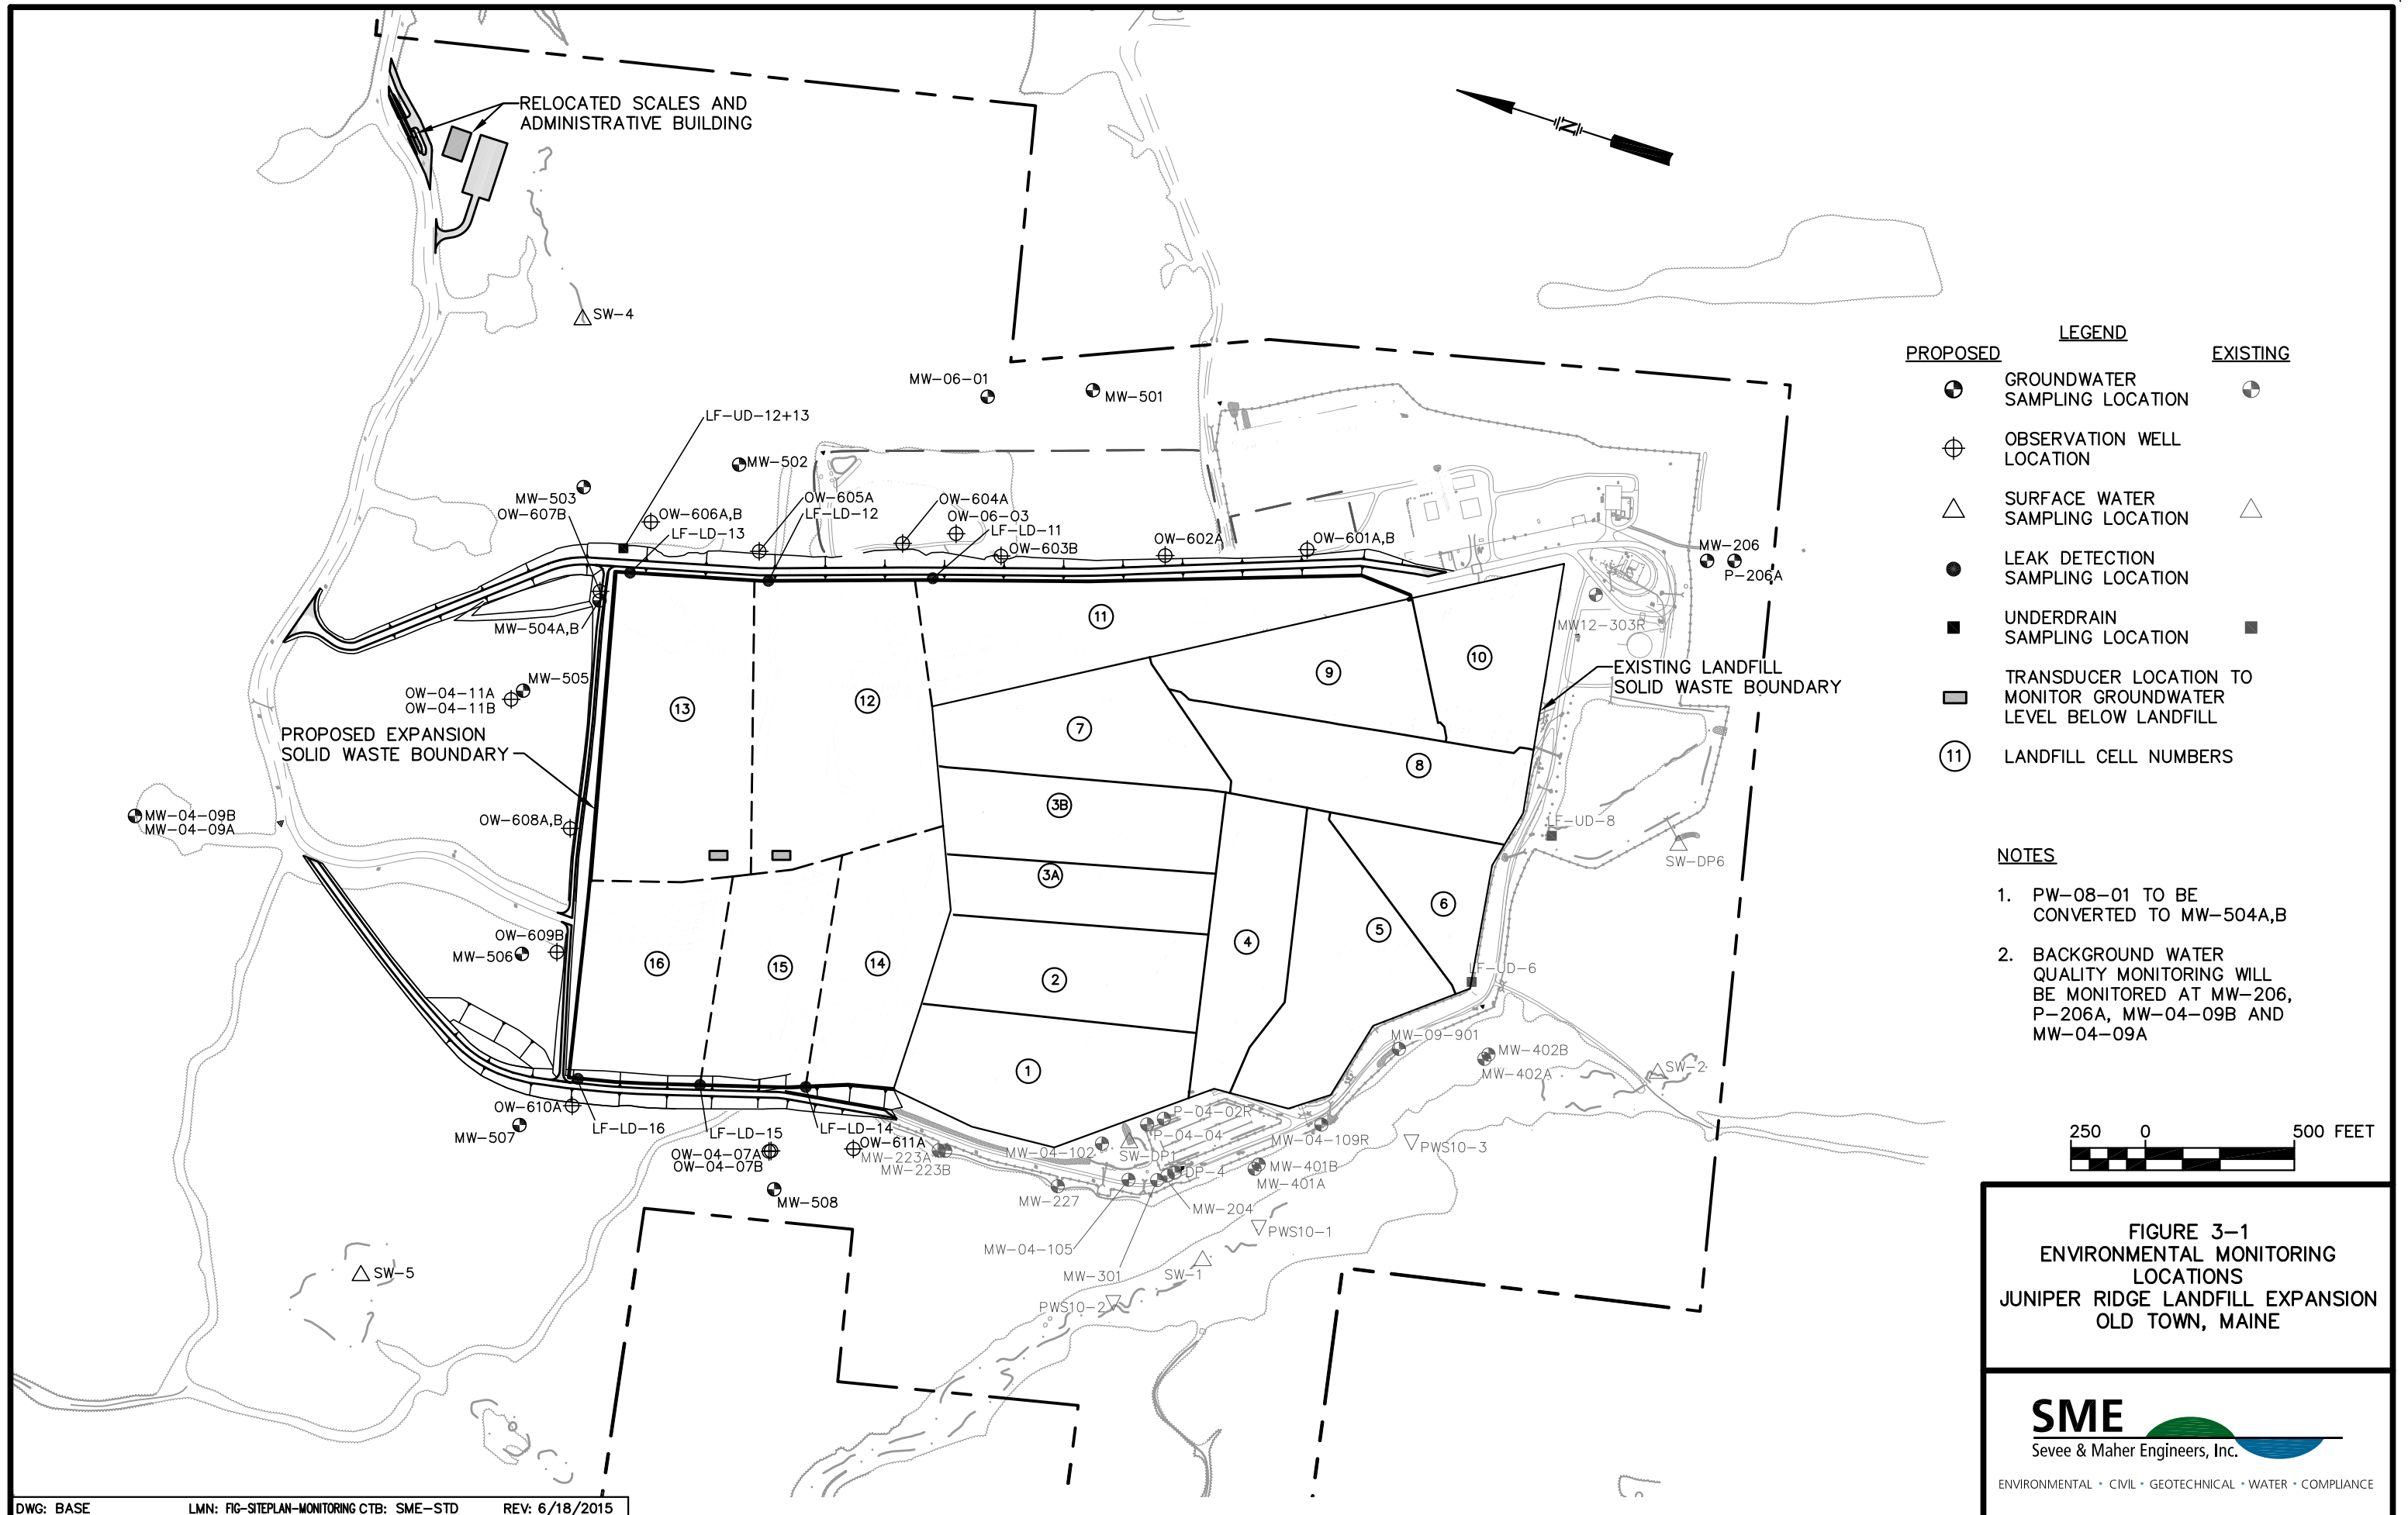 RELOCATED SCALES AND
ADMINISTRATIVE BUILDING
N
SW-4
MW-06-01
MW-501
LF-UD-12+13
MW-502
MW-503
OW-607B
OW-606A,B
LF-LD-13
OW-605A
LF-LD-12
OW-604A
OW-06-03
LF-LD-11
OW-603B
OW-602A
OW-601A,B
MW-206
P-206A
MW-504A,B
MW-505
OW-04-11A
OW-04-11B
PROPOSED EXPANSION
SOLID WASTE BOUNDARY
MW12-303R
EXISTING LANDFILL
SOLID WASTE BOUNDARY
11
10
9
13
12
7
8
3B
3A
6
5
4
16
15
14
2
1
MW-04-09B
MW-04-09A
OW-608A,B
LF-UD-8
SW-DP6
OW-609B
MW-506
LF-UD-6
MW-09-901
MW-402B
MW-402A
SW-2
OW-610A
MW-507
LF-LD-16
LF-LD-15
LF-LD-14
OW-04-07A
OW-04-07B
OW-611A
MW-223A
MW-223B
MW-508
MW-04-102
P-04-02R
P-04-04
SW-DP1
DP-4
MW-04-109R
MW-401B
MW-401A
PWS10-3
MW-227
MW-204
MW-04-105
PWS10-1
MW-301
SW-1
PWS10-2
SW-5
LEGEND
PROPOSED
EXISTING
GROUNDWATER
SAMPLING LOCATION
OBSERVATION WELL
LOCATION
SURFACE WATER
SAMPLING LOCATION
LEAK DETECTION
SAMPLING LOCATION
UNDERDRAIN
SAMPLING LOCATION
TRANSDUCER LOCATION TO
MONITOR GROUNDWATER
LEVEL BELOW LANDFILL
11 LANDFILL CELL NUMBERS
NOTES
1. PW-08-01 TO BE
CONVERTED TO MW-504A,B
2. BACKGROUND WATER
QUALITY MONITORING WILL
BE MONITORED AT MW-206,
P-206A, MW-04-09B AND
MW-04-09A
250 0 500 FEET
FIGURE 3-1
ENVIRONMENTAL MONITORING
LOCATIONS
JUNIPER RIDGE LANDFILL EXPANSION
OLD TOWN, MAINE
SME
Sevee & Maher Engineers, Inc.
ENVIRONMENTAL • CIVIL • GEOTECHNICAL • WATER • COMPLIANCE
DWG: BASE LMN: FIG-SITEPLAN-MONITORING CTB: SME-STD REV: 6/18/2015